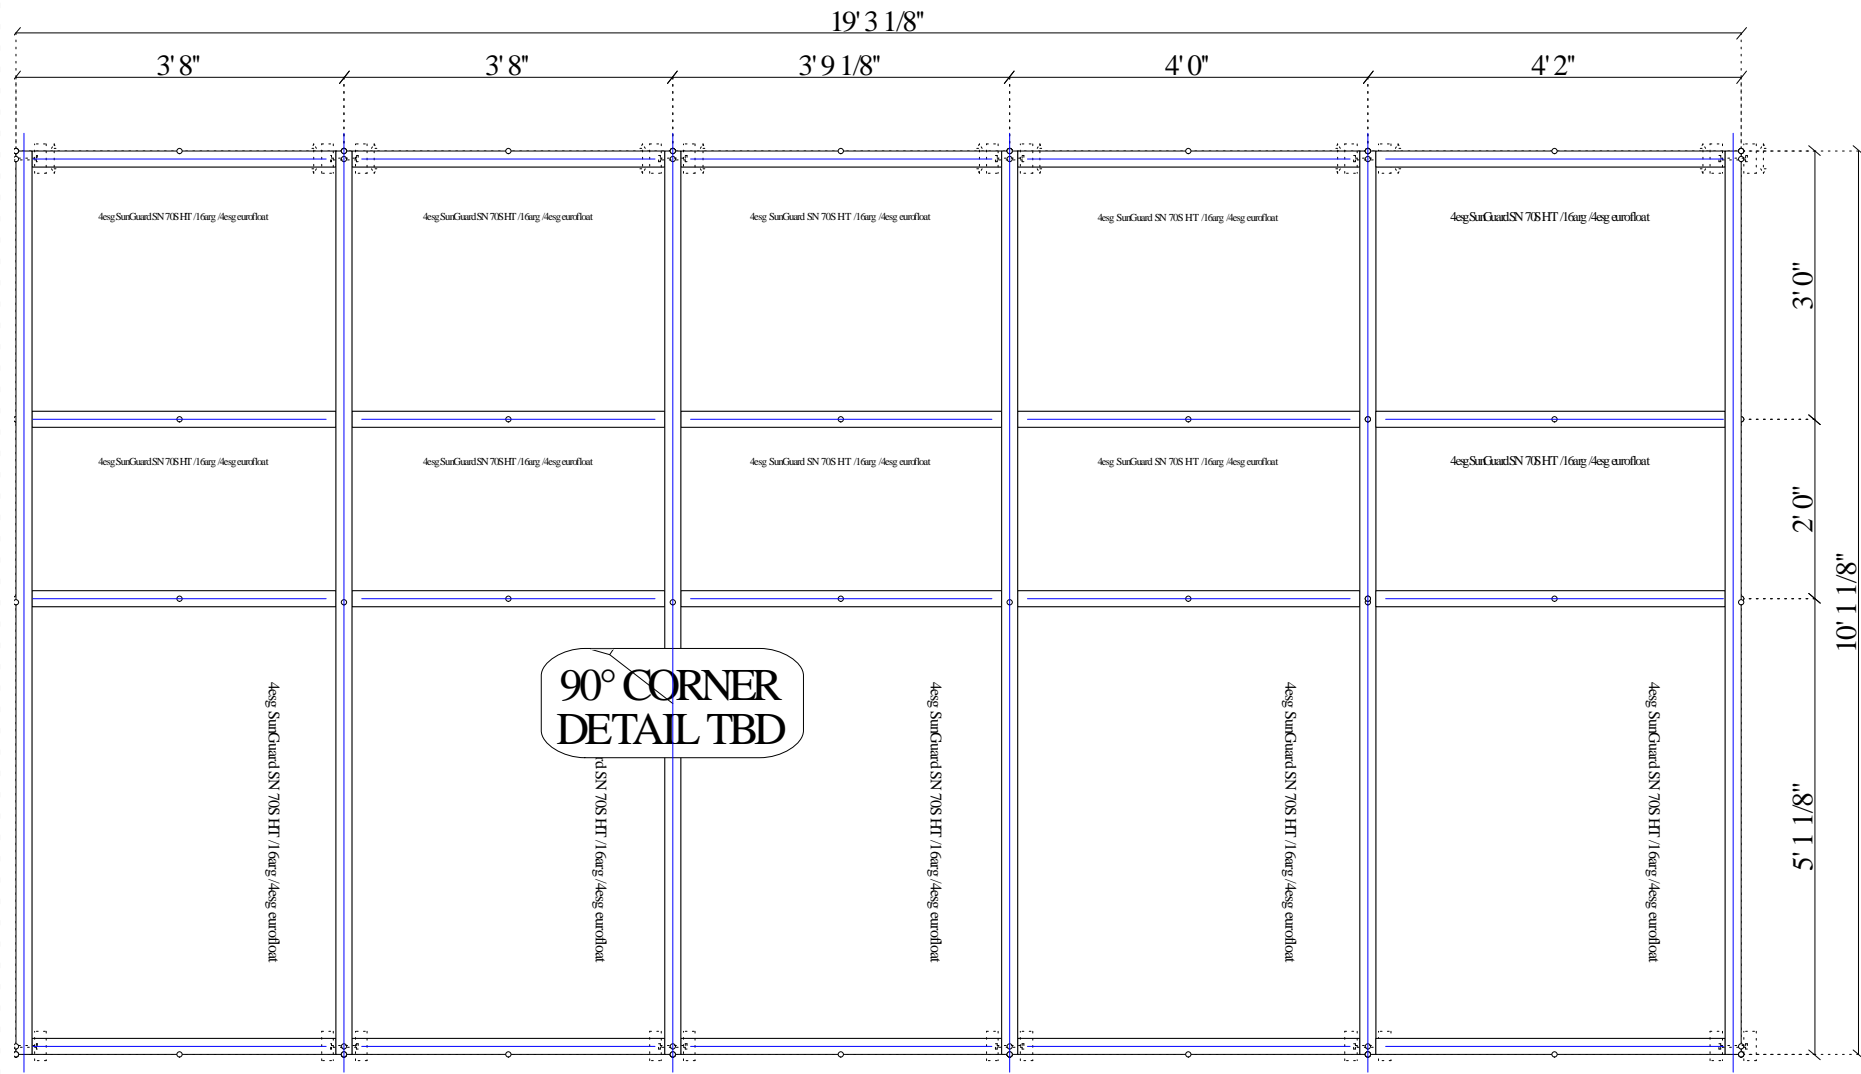 19' 3 1/8"
3' 8"
3' 8"
3' 9 1/8"
4' 0"
4' 2"
4esg SunGuard SN 70S HT /16arg /4esg eurofloat
4esg SunGuard SN 70S HT /16arg /4esg eurofloat
4esg SunGuard SN 70S HT /16arg /4esg eurofloat
4esg SunGuard SN 70S HT /16arg /4esg eurofloat
4esg SunGuard SN 70S HT /16arg /4esg eurofloat
3' 0"
4esg SunGuard SN 70S HT /16arg /4esg eurofloat
4esg SunGuard SN 70S HT /16arg /4esg eurofloat
4esg SunGuard SN 70S HT /16arg /4esg eurofloat
4esg SunGuard SN 70S HT /16arg /4esg eurofloat
4esg SunGuard SN 70S HT /16arg /4esg eurofloat
2' 0"
10' 1 1/8"
90° CORNER
DETAIL TBD
4esg SunGuard SN 70S HT /16arg /4esg eurofloat
rd SN 70S HT /16arg /4esg eurofloat
4esg SunGuard SN 70S HT /16arg /4esg eurofloat
4esg SunGuard SN 70S HT /16arg /4esg eurofloat
4esg SunGuard SN 70S HT /16arg /4esg eurofloat
5' 1 1/8"